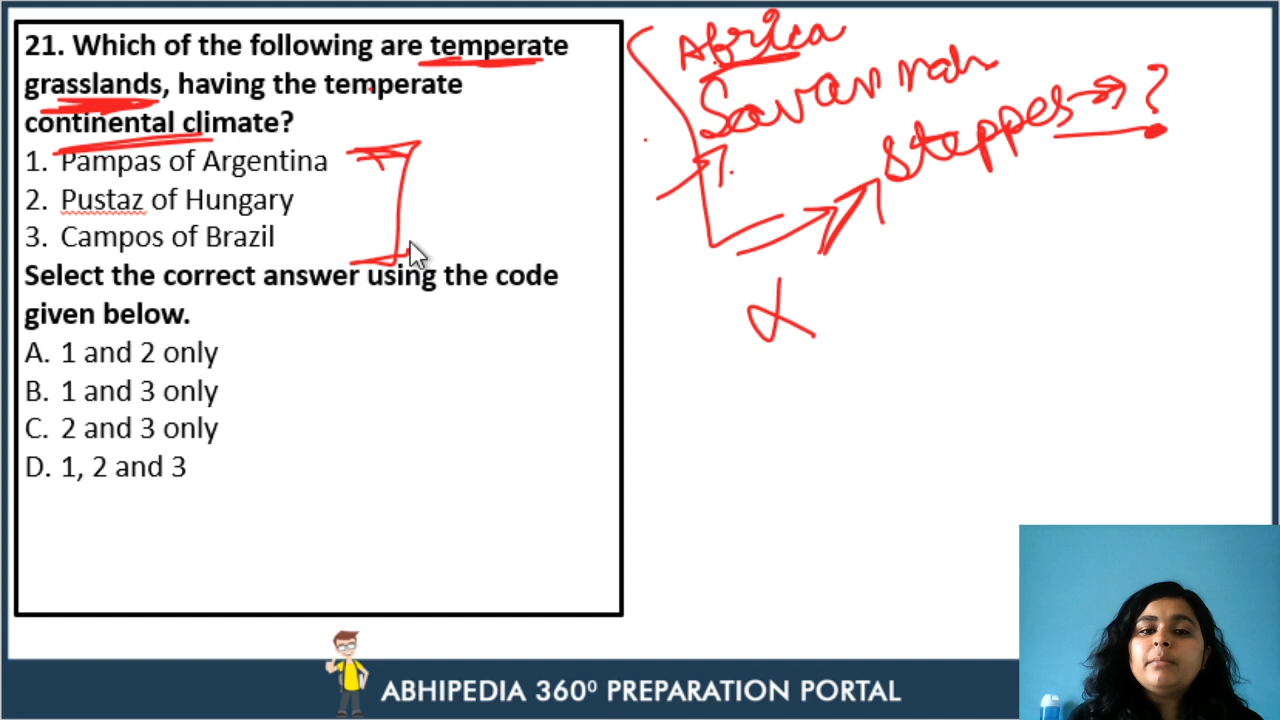 21. Which of the following are temperate
grasslands, having the temperate
continental climate?
1. Pampas of Argentina
2. Pustaz of Hungary
3. Campos of Brazil
Select the correct answer using the code
given below.
A. 1 and 2 only
B. 1 and 3 only
C. 2 and 3 only
D. 1, 2 and 3
Africa
Savannah
steppes → ?
ABHIPEDIA 360⁰ PREPARATION PORTAL